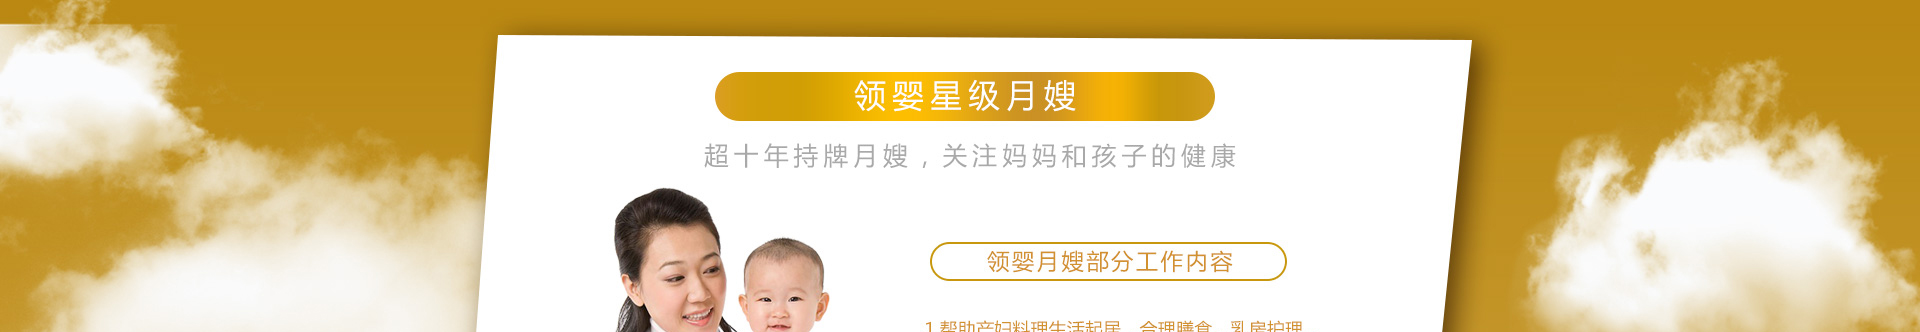 领婴星级月嫂
超十年持牌月嫂，关注妈妈和孩子的健康
领婴月嫂部分工作内容
1.帮助产妇料理生活起居、合理膳食、乳房护理